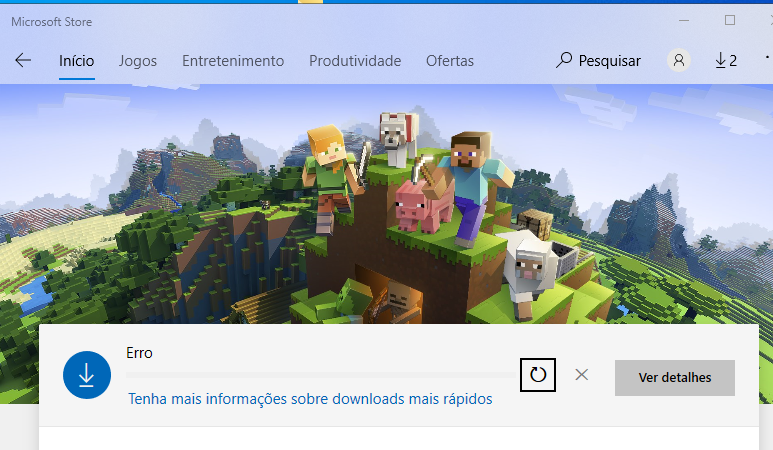 Microsoft Store
Início Jogos Entretenimento Produtividade Ofertas Pesquisar 2
Erro
Ver detalhes
Tenha mais informações sobre downloads mais rápidos